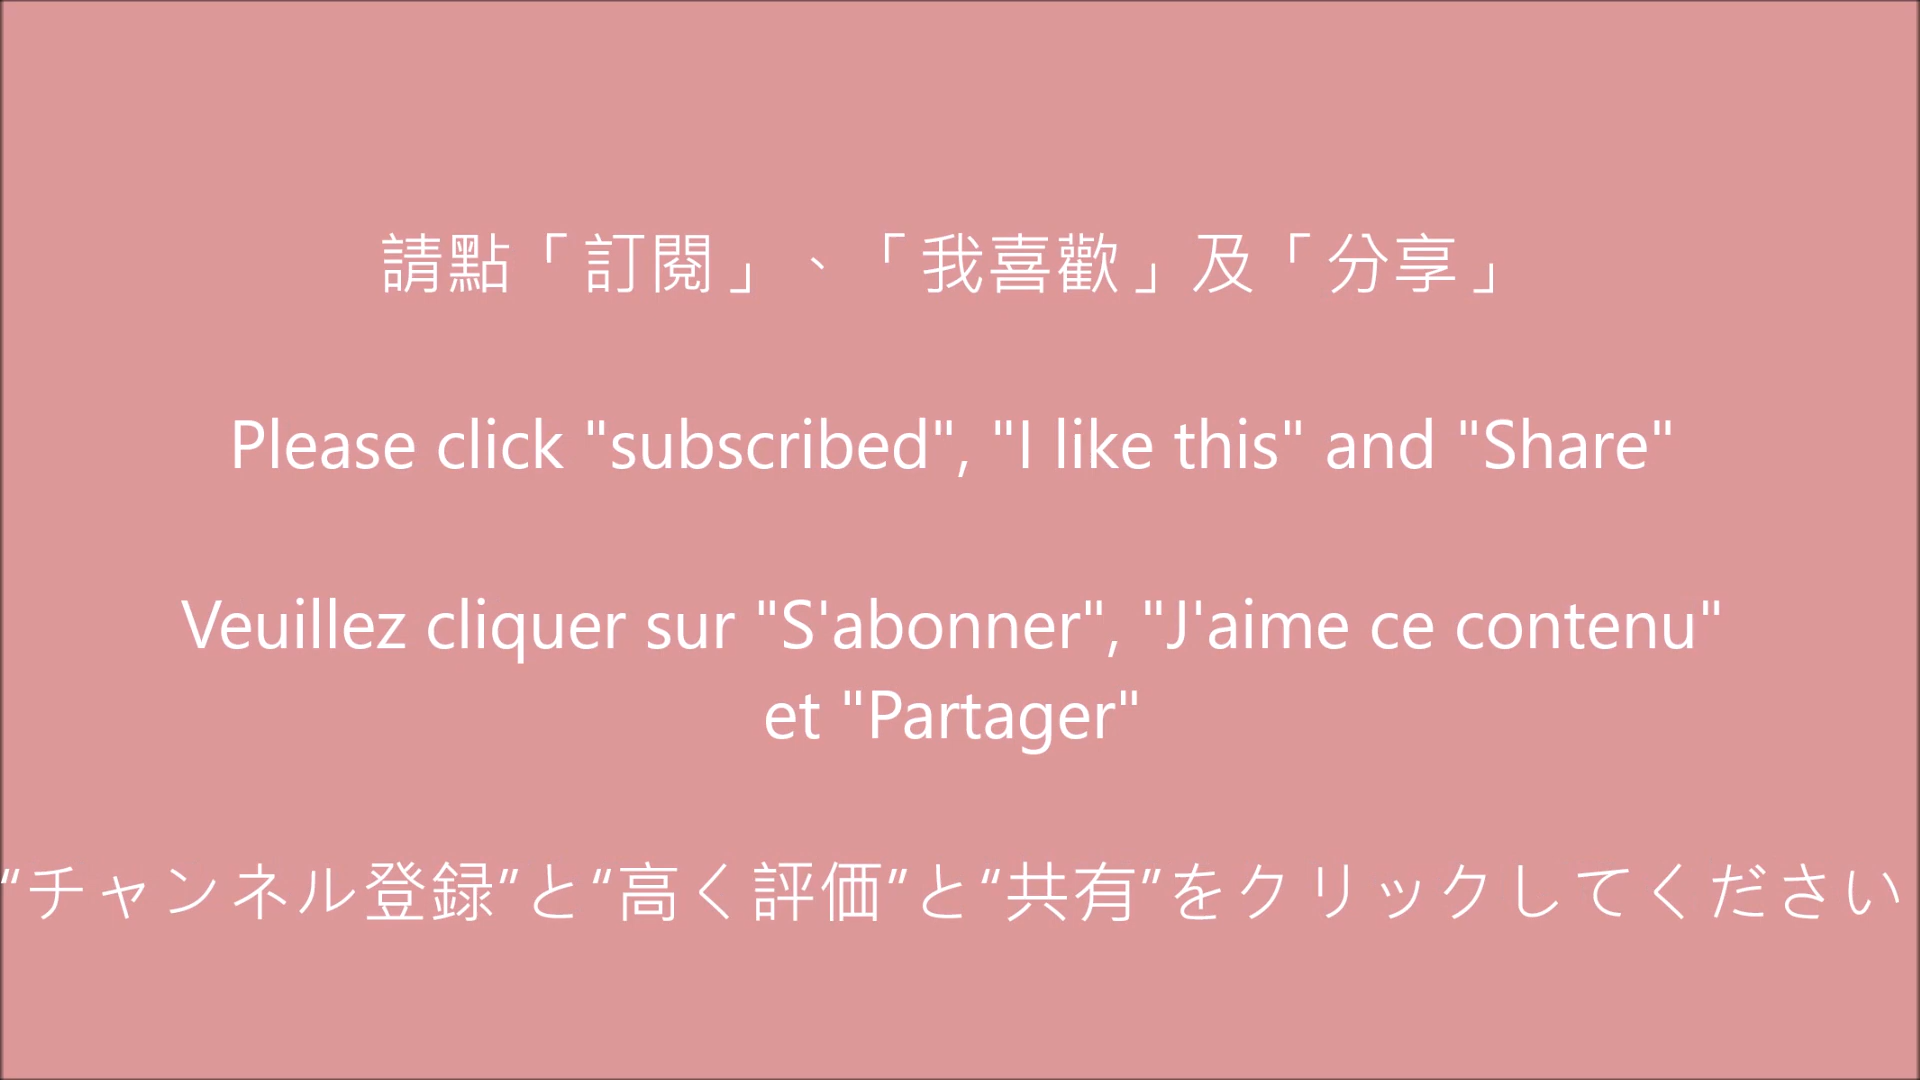 請點「訂閱」、「我喜歡」及「分享」
Please click "subscribed", "I like this" and "Share"
Veuillez cliquer sur "S'abonner", "J'aime ce contenu"
et "Partager"
“チャンネル登録”と“高く評価”と“共有”をクリックしてください